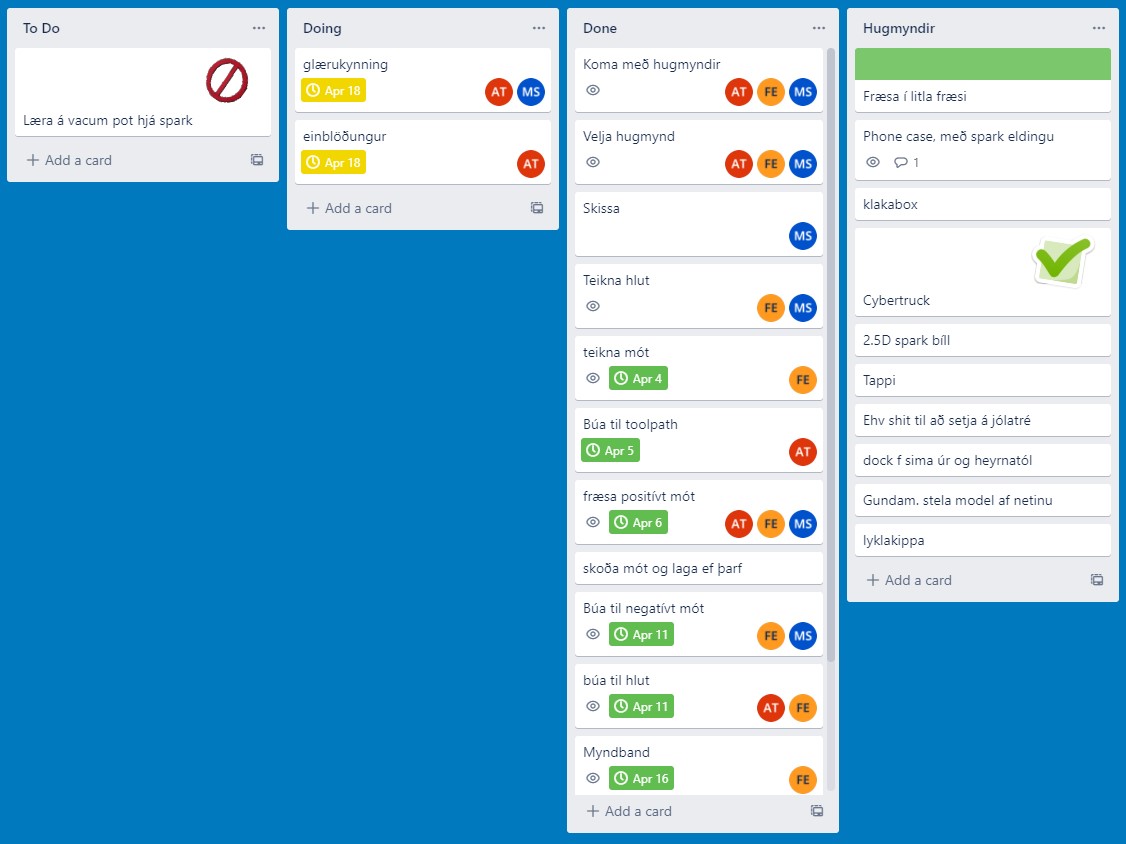 To Do
Læra á vacum pot hjá spark
Add a card
Doing
glærukynning
Apr 18
AT MS
einblöðungur
Apr 18
AT
Add a card
Done
Koma með hugmyndir
AT FE MS
Velja hugmynd
AT FE MS
Skissa
MS
Teikna hlut
FE MS
teikna mót
Apr 4
FE
Búa til toolpath
Apr 5
AT
fræsa positívt mót
Apr 6
AT FE MS
skoða mót og laga ef þarf
Búa til negatívt mót
Apr 11
FE MS
búa til hlut
Apr 11
AT FE
Myndband
Apr 16
FE
Add a card
Hugmyndir
Fræsa í litla fræsi
Phone case, með spark eldingu
1
klakabox
Cybertruck
2.5D spark bíll
Tappi
Ehv shit til að setja á jólatré
dock f sima úr og heyrnatól
Gundam. stela model af netinu
lyklakippa
Add a card